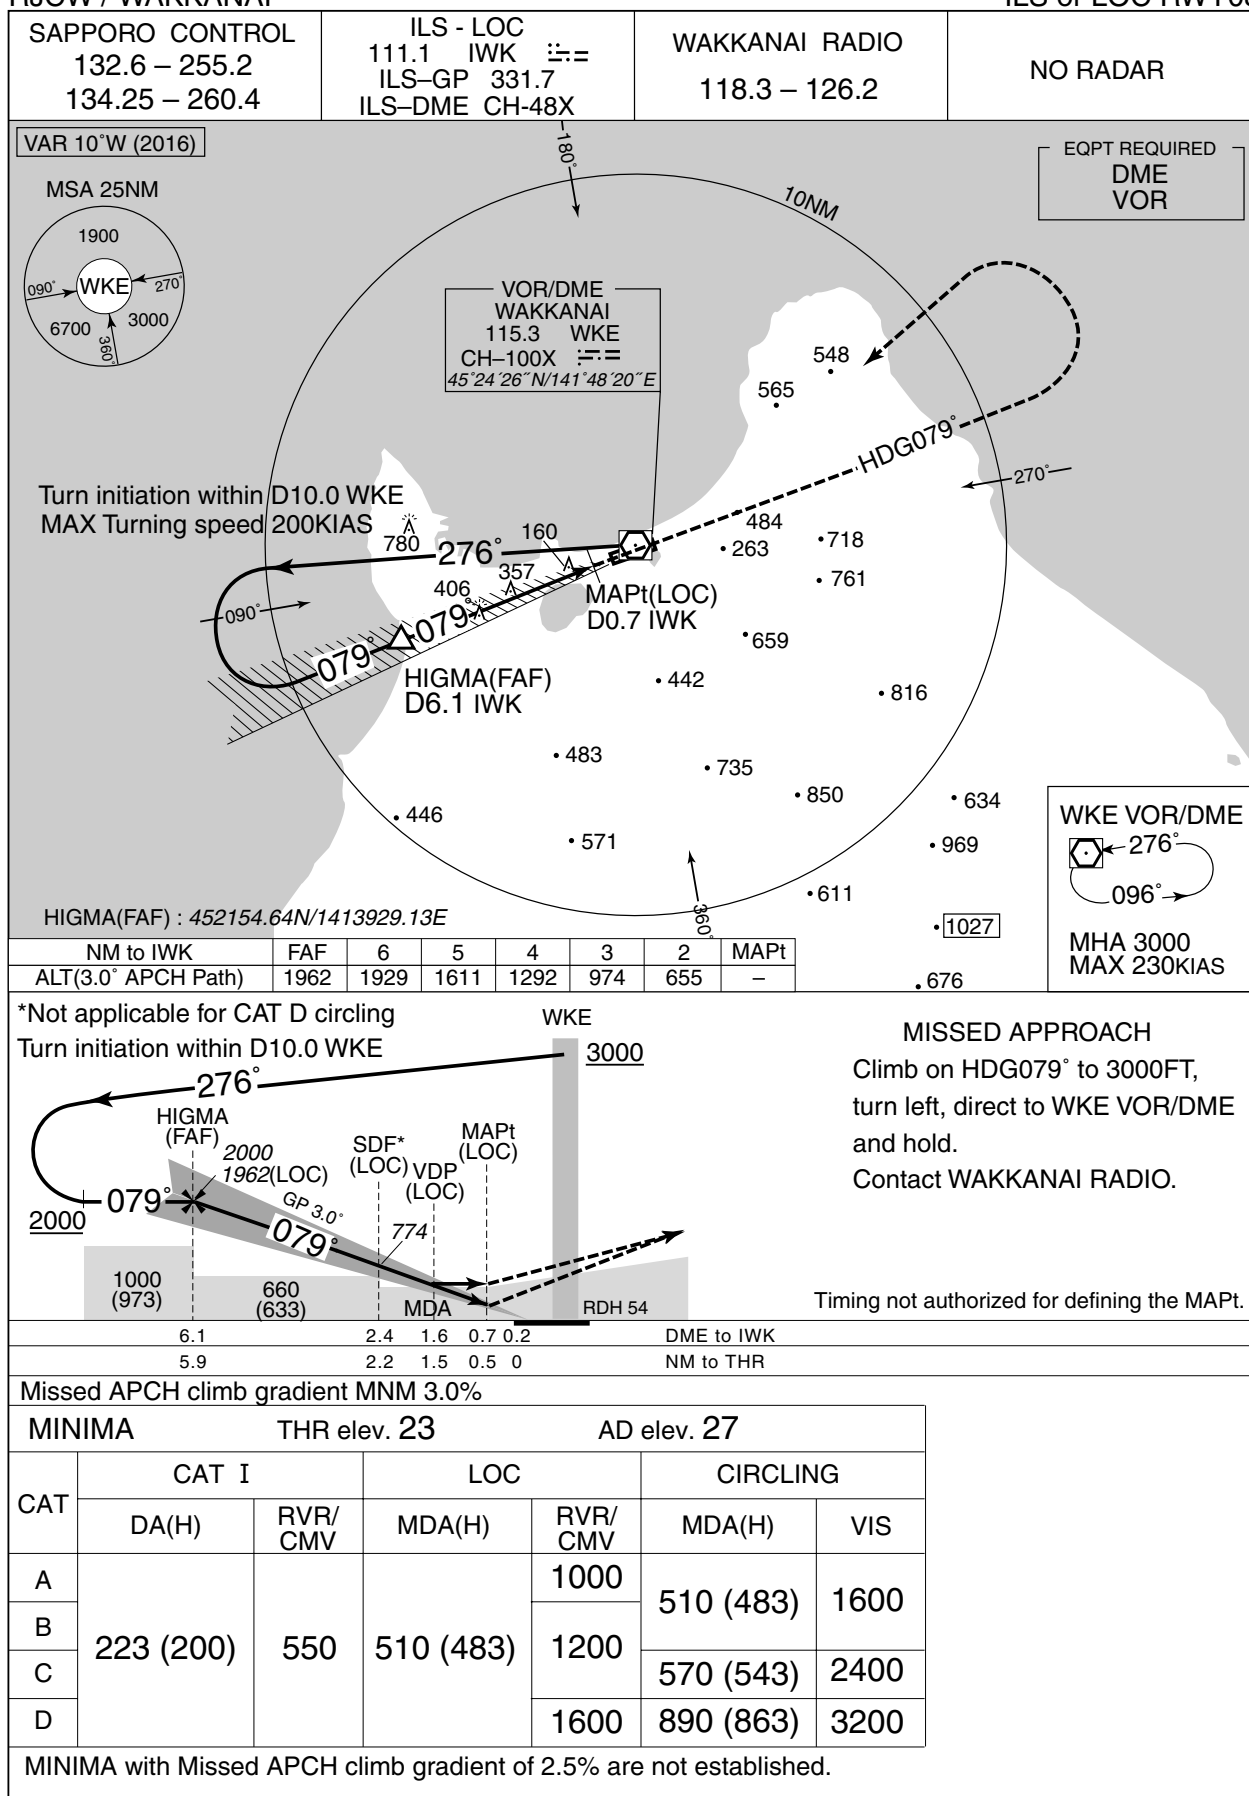 SAPPORO CONTROL
132.6 – 255.2
134.25 – 260.4
ILS - LOC
111.1 IWK
ILS–GP 331.7
ILS–DME CH-48X
WAKKANAI RADIO
118.3 – 126.2
NO RADAR
VAR 10°W (2016)
EQPT REQUIRED
DME
VOR
MSA 25NM
1900
WKE
090°
270°
6700
3000
360°
180°
10NM
VOR/DME
WAKKANAI
115.3 WKE
CH–100X
45°24´26˝N/141°48´20˝E
548
565
HDG079°
270°
Turn initiation within D10.0 WKE
MAX Turning speed 200KIAS
780
276°
160
484
263
718
761
357
406
MAPt(LOC)
D0.7 IWK
090°
079°
079°
659
HIGMA(FAF)
D6.1 IWK
442
816
483
735
850
634
446
571
969
611
360°
1027
676
WKE VOR/DME
276°
096°
MHA 3000
MAX 230KIAS
HIGMA(FAF) : 452154.64N/1413929.13E
NM to IWK FAF 6 5 4 3 2 MAPt
ALT(3.0° APCH Path) 1962 1929 1611 1292 974 655 –
*Not applicable for CAT D circling
Turn initiation within D10.0 WKE
WKE
3000
276°
HIGMA
(FAF)
2000
1962(LOC)
SDF*
(LOC)
VDP
(LOC)
MAPt
(LOC)
GP 3.0°
079°
079°
2000
774
1000
(973)
660
(633)
MDA
RDH 54
MISSED APPROACH
Climb on HDG079° to 3000FT,
turn left, direct to WKE VOR/DME
and hold.
Contact WAKKANAI RADIO.
Timing not authorized for defining the MAPt.
6.1 2.4 1.6 0.7 0.2 DME to IWK
5.9 2.2 1.5 0.5 0 NM to THR
Missed APCH climb gradient MNM 3.0%
MINIMA THR elev. 23 AD elev. 27
CAT CAT I LOC CIRCLING
DA(H) RVR/CMV MDA(H) RVR/CMV MDA(H) VIS
A 223 (200) 550 510 (483) 1000 510 (483) 1600
B 1200
C 570 (543) 2400
D 1600 890 (863) 3200
MINIMA with Missed APCH climb gradient of 2.5% are not established.